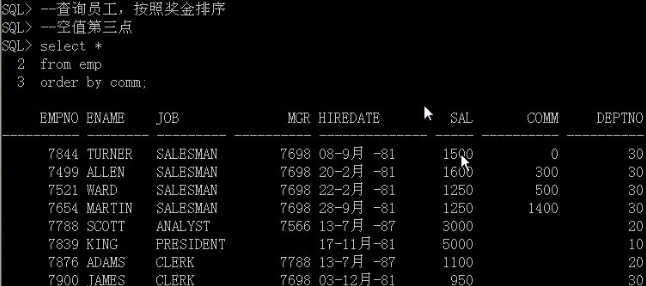 SQL> --查询员工，按照奖金排序
SQL> --空值第三点
SQL> select *
  2  from emp
  3  order by comm;
     EMPNO ENAME    JOB              MGR HIREDATE              SAL       COMM     DEPTNO
---------- -------- --------- ---------- -------------- ---------- ---------- ----------
      7844 TURNER   SALESMAN        7698 08-9月 -81           1500          0         30
      7499 ALLEN    SALESMAN        7698 20-2月 -81           1600        300         30
      7521 WARD     SALESMAN        7698 22-2月 -81           1250        500         30
      7654 MARTIN   SALESMAN        7698 28-9月 -81           1250       1400         30
      7788 SCOTT    ANALYST         7566 13-7月 -87           3000                    20
      7839 KING     PRESIDENT            17-11月-81           5000                    10
      7876 ADAMS    CLERK           7788 13-7月 -87           1100                    20
      7900 JAMES    CLERK           7698 03-12月-81            950                    30